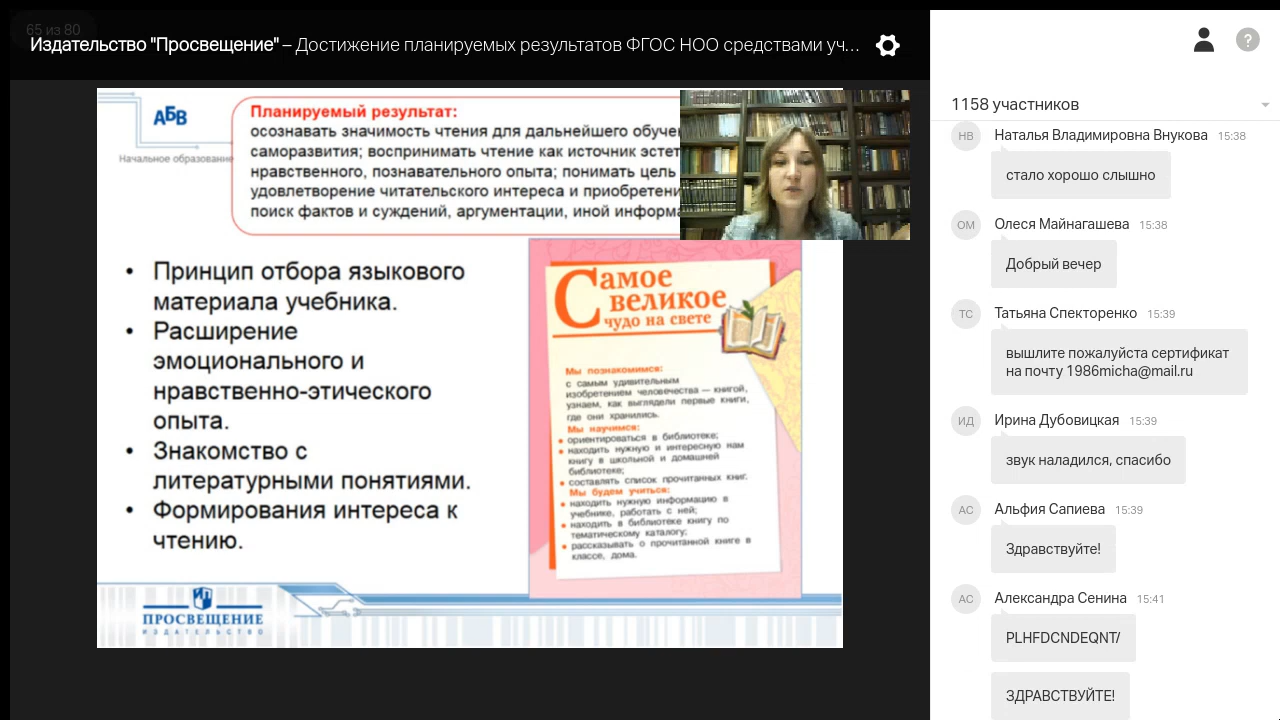 65 из 80
Издательство "Просвещение" – Достижение планируемых результатов ФГОС НОО средствами уч...
АБВ
Начальное образование
Планируемый результат:
осознавать значимость чтения для дальнейшего
саморазвития; воспринимать чтение как источник
нравственного, познавательного опыта; понимать цель
удовлетворение читательского интереса и
поиск фактов и суждений, аргументации, иной
• Принцип отбора языкового
материала учебника.
• Расширение
эмоционального и
нравственно-этического
опыта.
• Знакомство с
литературными понятиями.
• Формирования интереса к
чтению.
Самое
великое
чудо на свете
Мы познакомимся:
с самым удивительным
изобретением человечества — книгой,
узнаем, как выглядели первые книги,
где они хранились.
Мы научимся:
• ориентироваться в библиотеке;
• находить нужную и интересную нам
книгу в школьной и домашней
библиотеке;
• составлять список прочитанных книг.
Мы будем учиться:
• находить нужную информацию в
учебнике, работать с ней;
• находить в библиотеке книгу по
тематическому каталогу;
• рассказывать о прочитанной книге в
классе, дома.
ПРОСВЕЩЕНИЕ
ИЗДАТЕЛЬСТВО
?
1158 участников
НВ Наталья Владимировна Внукова 15:38
стало хорошо слышно
ОМ Олеся Майнагашева 15:38
Добрый вечер
ТС Татьяна Спекторенко 15:39
вышлите пожалуйста сертификат
на почту 1986micha@mail.ru
ИД Ирина Дубовицкая 15:39
звук наладился, спасибо
АС Альфия Сапиева 15:39
Здравствуйте!
АС Александра Сенина 15:41
PLHFDCNDEQNT/
ЗДРАВСТВУЙТЕ!